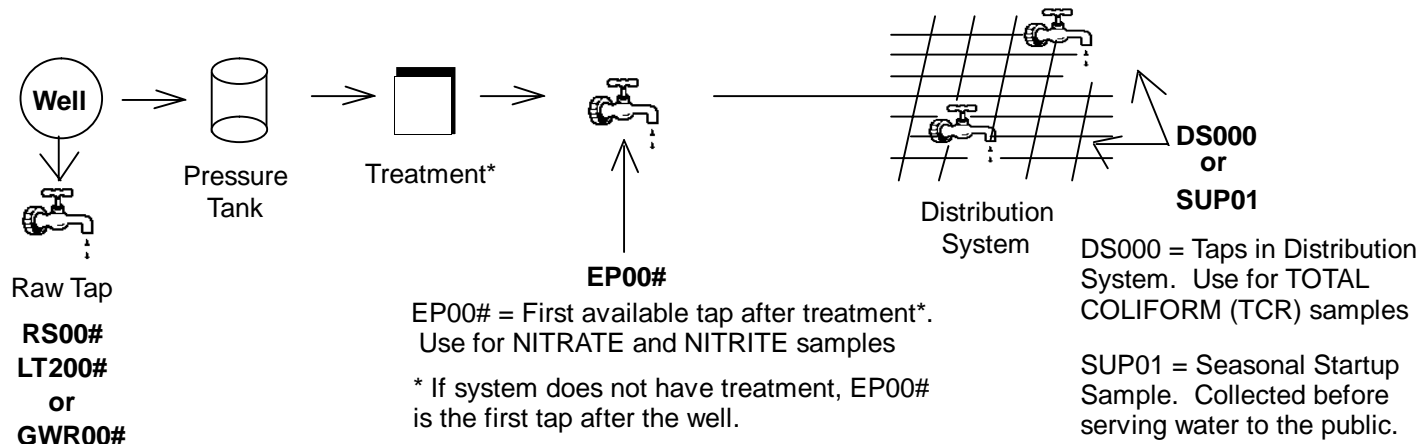 Well
Raw Tap
RS00#
LT200#
or
GWR00#
Pressure
Tank
Treatment*
EP00#
EP00# = First available tap after treatment*.
Use for NITRATE and NITRITE samples
* If system does not have treatment, EP00#
is the first tap after the well.
Distribution
System
DS000
or
SUP01
DS000 = Taps in Distribution
System.  Use for TOTAL
COLIFORM (TCR) samples
SUP01 = Seasonal Startup
Sample.  Collected before
serving water to the public.